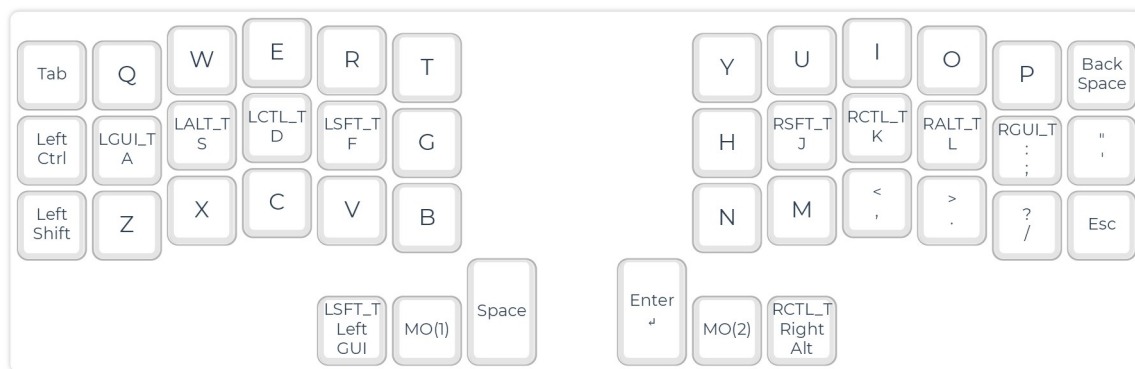 Tab Q W E R T Y U I O P Back Space
Left Ctrl LGUI_T A LALT_T S LCTL_T D LSFT_T F G H RSFT_T J RCTL_T K RALT_T L RGUI_T : ; " '
Left Shift Z X C V B N M < , > . ? / Esc
LSFT_T Left GUI MO(1) Space Enter ↵ MO(2) RCTL_T Right Alt